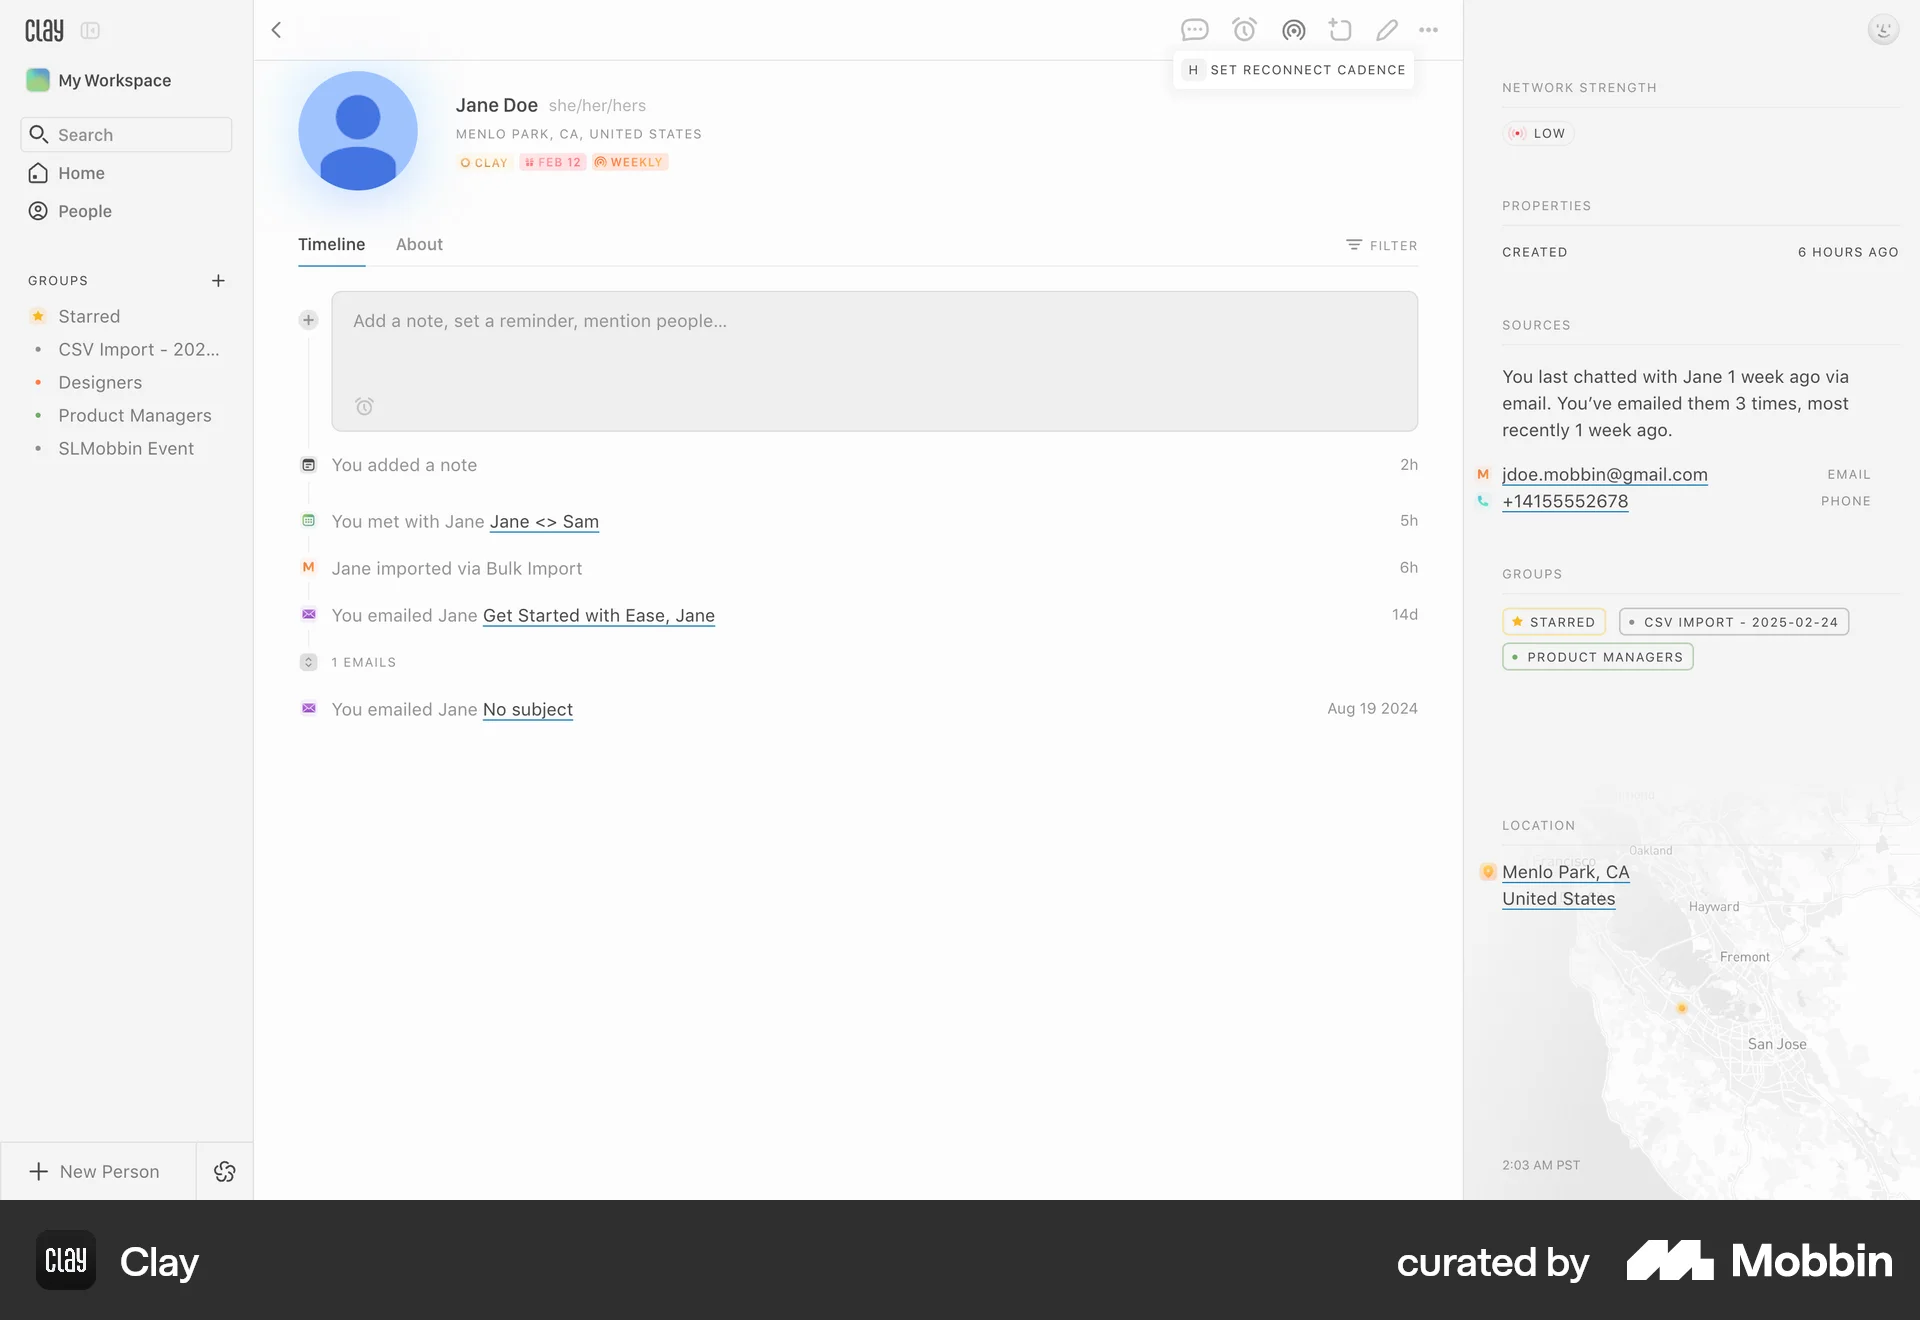 CLAY
My Workspace
Search
Home
People
GROUPS
Starred
CSV Import - 202...
Designers
Product Managers
SLMobbin Event
New Person
H SET RECONNECT CADENCE
Jane Doe she/her/hers
MENLO PARK, CA, UNITED STATES
CLAY FEB 12 WEEKLY
Timeline About FILTER
Add a note, set a reminder, mention people...
You added a note 2h
You met with Jane Jane <> Sam 5h
M Jane imported via Bulk Import 6h
You emailed Jane Get Started with Ease, Jane 14d
1 EMAILS
You emailed Jane No subject Aug 19 2024
NETWORK STRENGTH
LOW
PROPERTIES
CREATED 6 HOURS AGO
SOURCES
You last chatted with Jane 1 week ago via
email. You’ve emailed them 3 times, most
recently 1 week ago.
M jdoe.mobbin@gmail.com EMAIL
+14155552678 PHONE
GROUPS
STARRED CSV IMPORT - 2025-02-24
PRODUCT MANAGERS
LOCATION
Oakland
Francisco
Menlo Park, CA
United States
Hayward
Fremont
San Jose
2:03 AM PST
CLAY Clay
curated by Mobbin